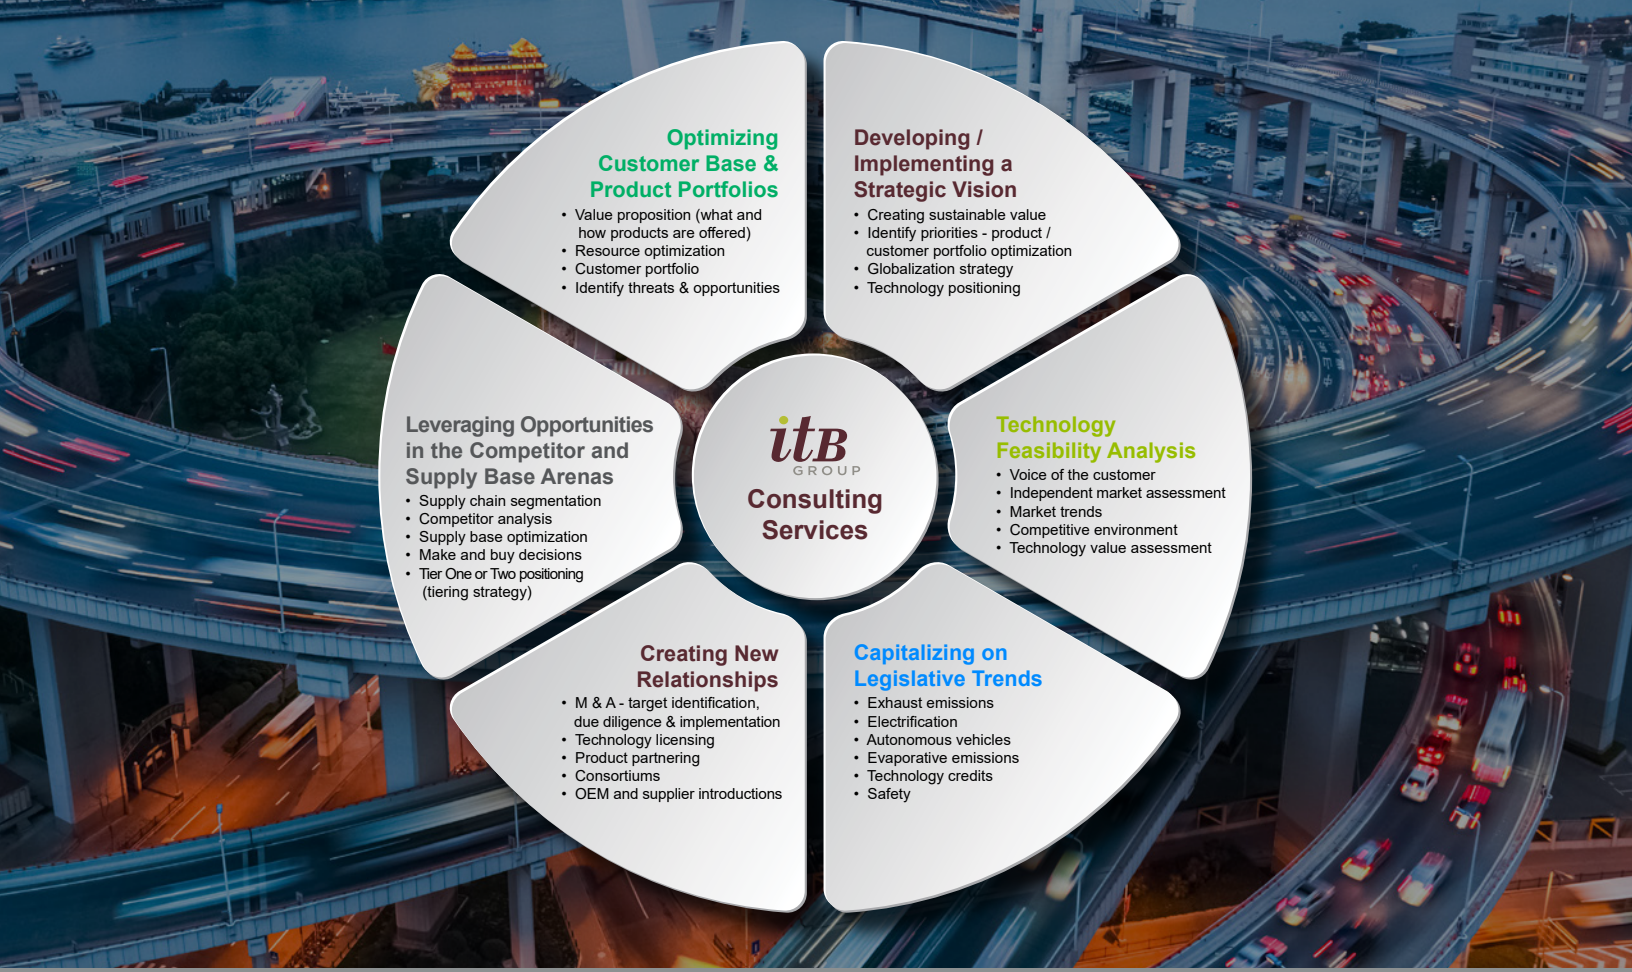 Optimizing
Customer Base &
Product Portfolios
• Value proposition (what and
how products are offered)
• Resource optimization
• Customer portfolio
• Identify threats & opportunities
Developing /
Implementing a
Strategic Vision
• Creating sustainable value
• Identify priorities - product /
customer portfolio optimization
• Globalization strategy
• Technology positioning
Leveraging Opportunities
in the Competitor and
Supply Base Arenas
• Supply chain segmentation
• Competitor analysis
• Supply base optimization
• Make and buy decisions
• Tier One or Two positioning
(tiering strategy)
itB
GROUP
Consulting
Services
Technology
Feasibility Analysis
• Voice of the customer
• Independent market assessment
• Market trends
• Competitive environment
• Technology value assessment
Creating New
Relationships
• M & A - target identification,
due diligence & implementation
• Technology licensing
• Product partnering
• Consortiums
• OEM and supplier introductions
Capitalizing on
Legislative Trends
• Exhaust emissions
• Electrification
• Autonomous vehicles
• Evaporative emissions
• Technology credits
• Safety